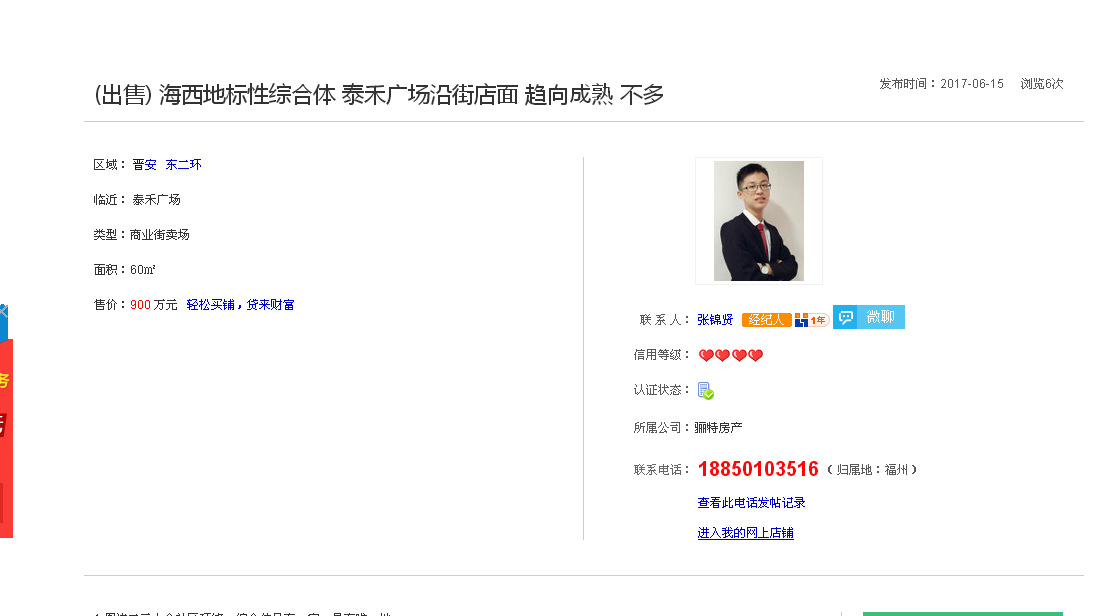 (出售) 海西地标性综合体 泰禾广场沿街店面 趋向成熟 不多
发布时间：2017-06-15 浏览6次
区域： 晋安 东二环
临近： 泰禾广场
类型：商业街卖场
面积：60㎡
售价：900 万元 轻松买铺，贷来财富
联 系 人： 张锦贤 经纪人 1年 微聊
信用等级：
认证状态：
所属公司：骊特房产
联系电话： 18850103516 （ 归属地：福州 ）
查看此电话发帖记录
进入我的网上店铺